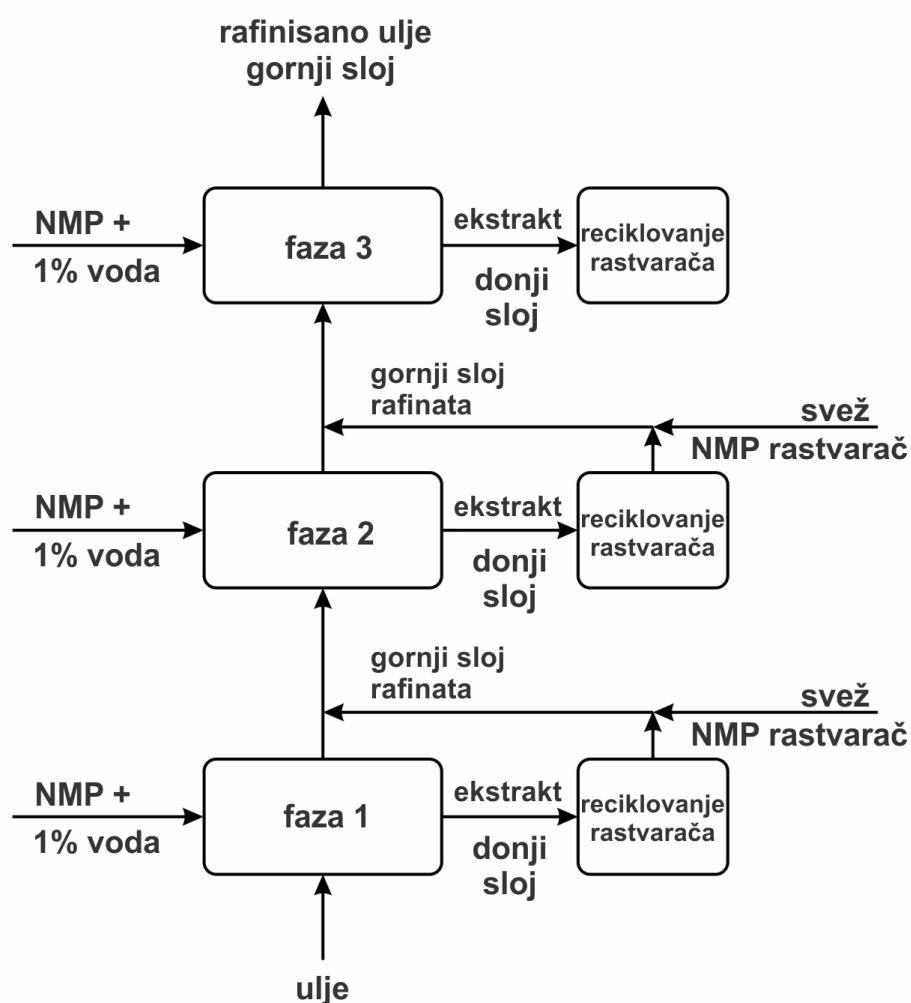 rafinisano ulje
gornji sloj
NMP +
1% voda
faza 3
ekstrakt
donji
sloj
reciklovanje
rastvarača
gornji sloj
rafinata
svež
NMP rastvarač
NMP +
1% voda
faza 2
ekstrakt
donji
sloj
reciklovanje
rastvarača
gornji sloj
rafinata
svež
NMP rastvarač
NMP +
1% voda
faza 1
ekstrakt
donji
sloj
reciklovanje
rastvarača
ulje